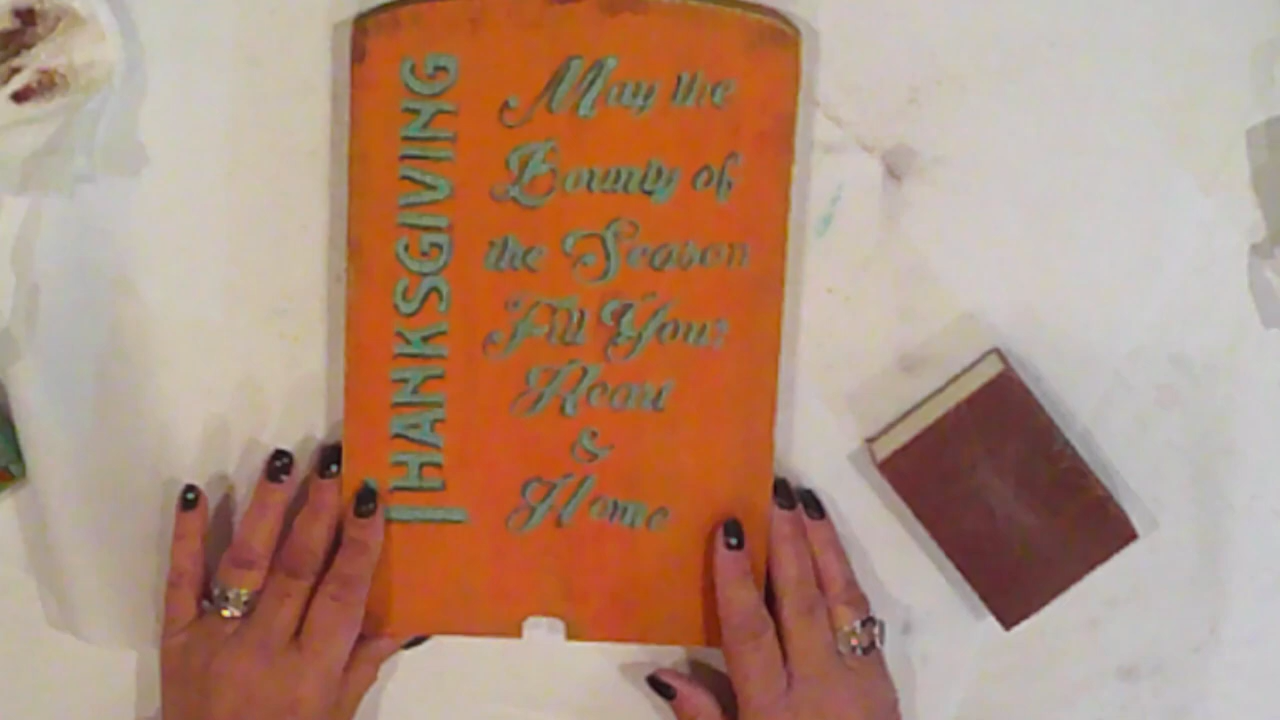 THANKSGIVING
May the
Bounty of
the Season
Fill Your
Heart
&
Home